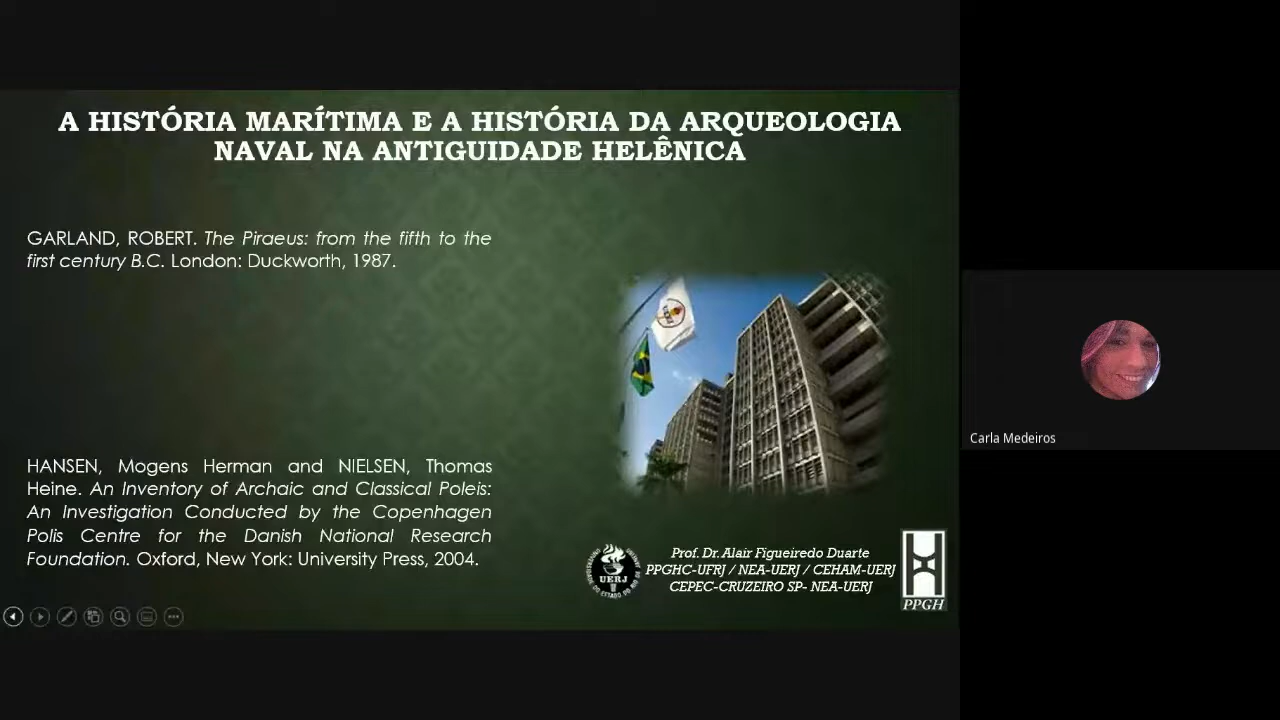 A HISTÓRIA MARÍTIMA E A HISTÓRIA DA ARQUEOLOGIA
NAVAL NA ANTIGUIDADE HELÊNICA
GARLAND, ROBERT. The Piraeus: from the fifth to the
first century B.C. London: Duckworth, 1987.
HANSEN, Mogens Herman and NIELSEN, Thomas
Heine. An Inventory of Archaic and Classical Poleis:
An Investigation Conducted by the Copenhagen
Polis Centre for the Danish National Research
Foundation. Oxford, New York: University Press, 2004.
UERJ
Prof. Dr. Alair Figueiredo Duarte
PPGHC-UFRJ / NEA-UERJ / CEHAM-UERJ
CEPEC-CRUZEIRO SP- NEA-UERJ
PPGH
Carla Medeiros